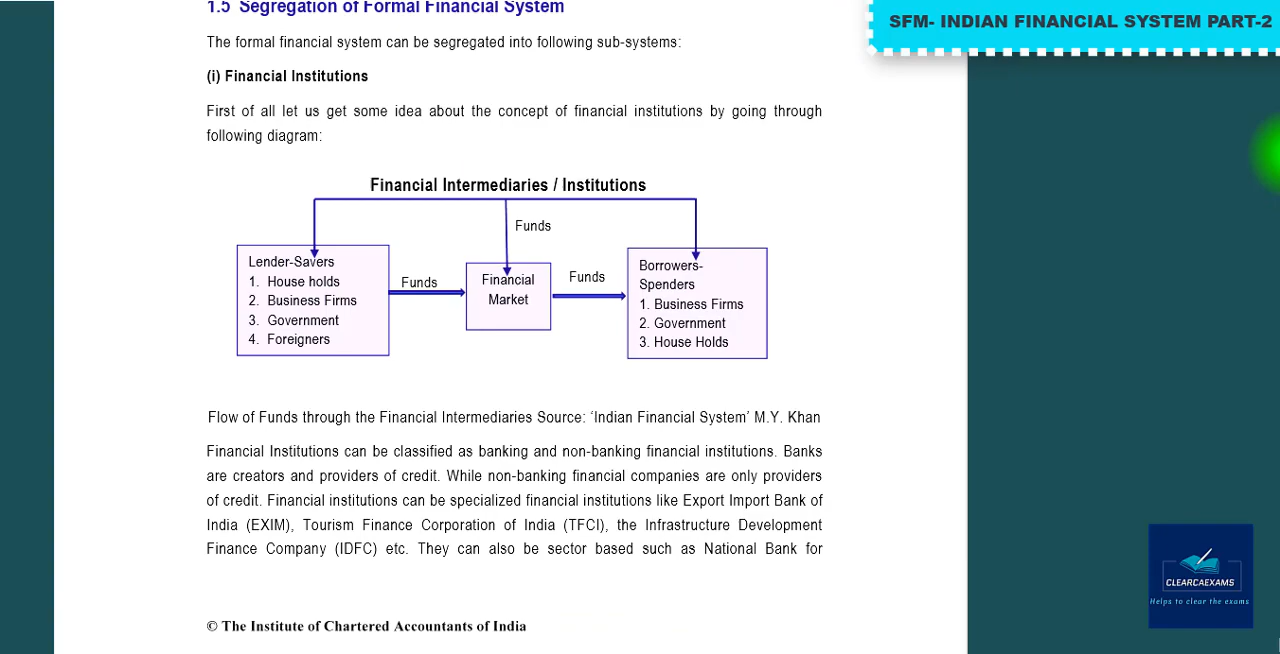 1.5 Segregation of Formal Financial System
SFM- INDIAN FINANCIAL SYSTEM PART-2
The formal financial system can be segregated into following sub-systems:
(i) Financial Institutions
First of all let us get some idea about the concept of financial institutions by going through
following diagram:
Financial Intermediaries / Institutions
Funds
Lender-Savers
1. House holds
2. Business Firms
3. Government
4. Foreigners
Funds
Financial
Market
Funds
Borrowers-
Spenders
1. Business Firms
2. Government
3. House Holds
Flow of Funds through the Financial Intermediaries Source: ‘Indian Financial System’ M.Y. Khan
Financial Institutions can be classified as banking and non-banking financial institutions. Banks
are creators and providers of credit. While non-banking financial companies are only providers
of credit. Financial institutions can be specialized financial institutions like Export Import Bank of
India (EXIM), Tourism Finance Corporation of India (TFCI), the Infrastructure Development
Finance Company (IDFC) etc. They can also be sector based such as National Bank for
CLEARCAEXAMS
Helps to clear the exams
© The Institute of Chartered Accountants of India